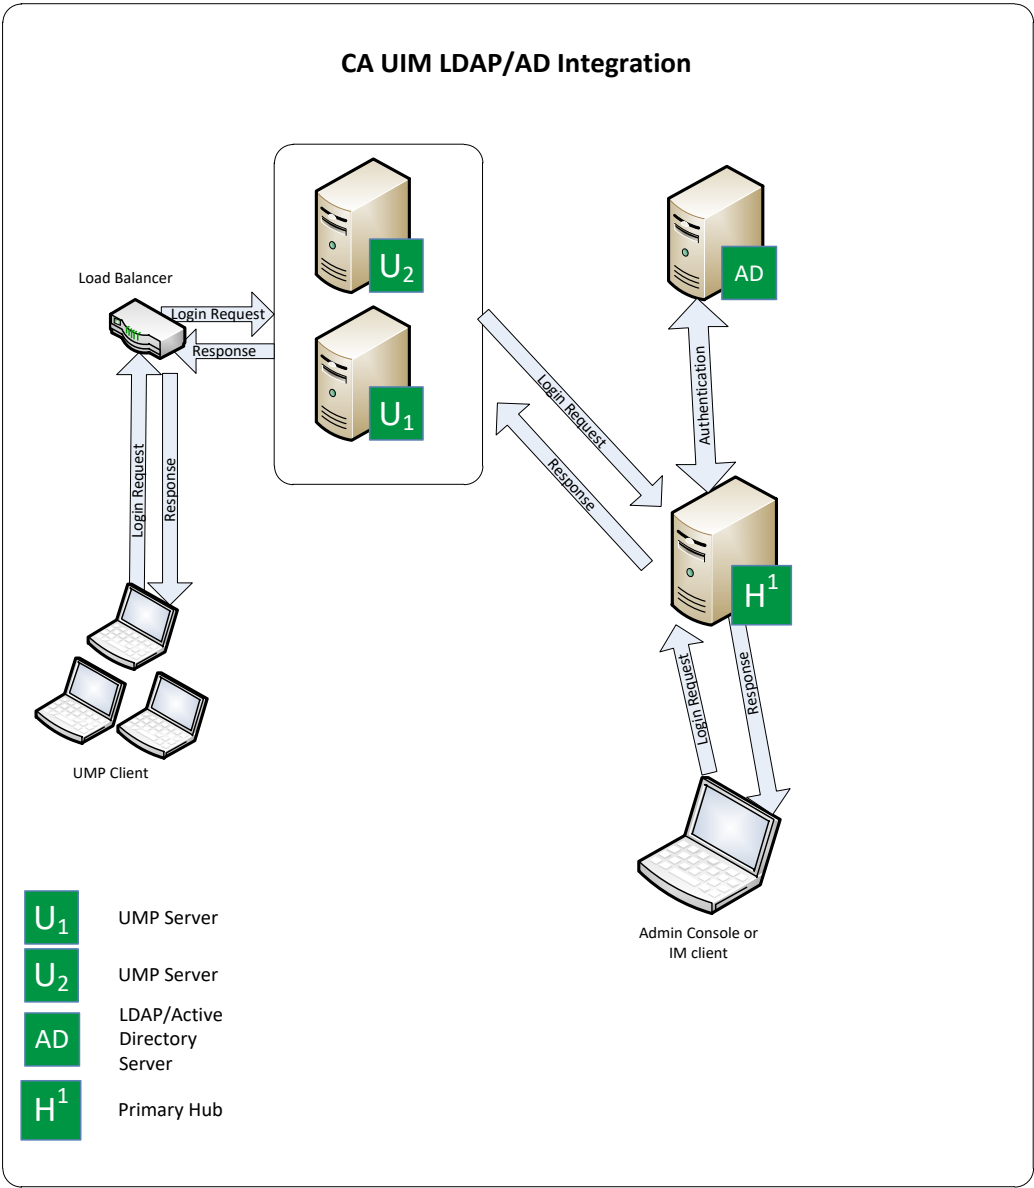 CA UIM LDAP/AD Integration
U2
AD
Load Balancer
Login Request
Response
U1
Login Request
Response
Authentication
Login Request
Response
H1
Login Request
Response
UMP Client
Admin Console or
IM client
U1
UMP Server
U2
UMP Server
AD
LDAP/Active
Directory
Server
H1
Primary Hub